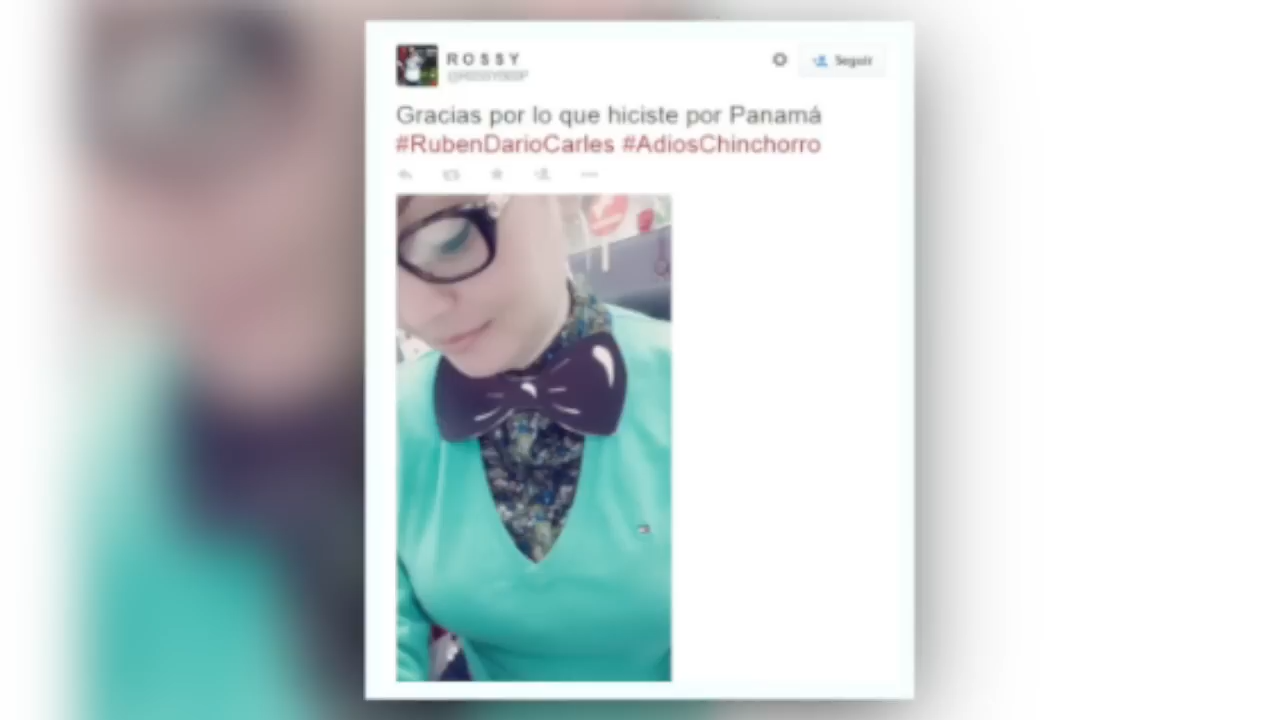 ROSSY
Seguir
Gracias por lo que hiciste por Panamá
#RubenDarioCarles #AdiosChinchorro